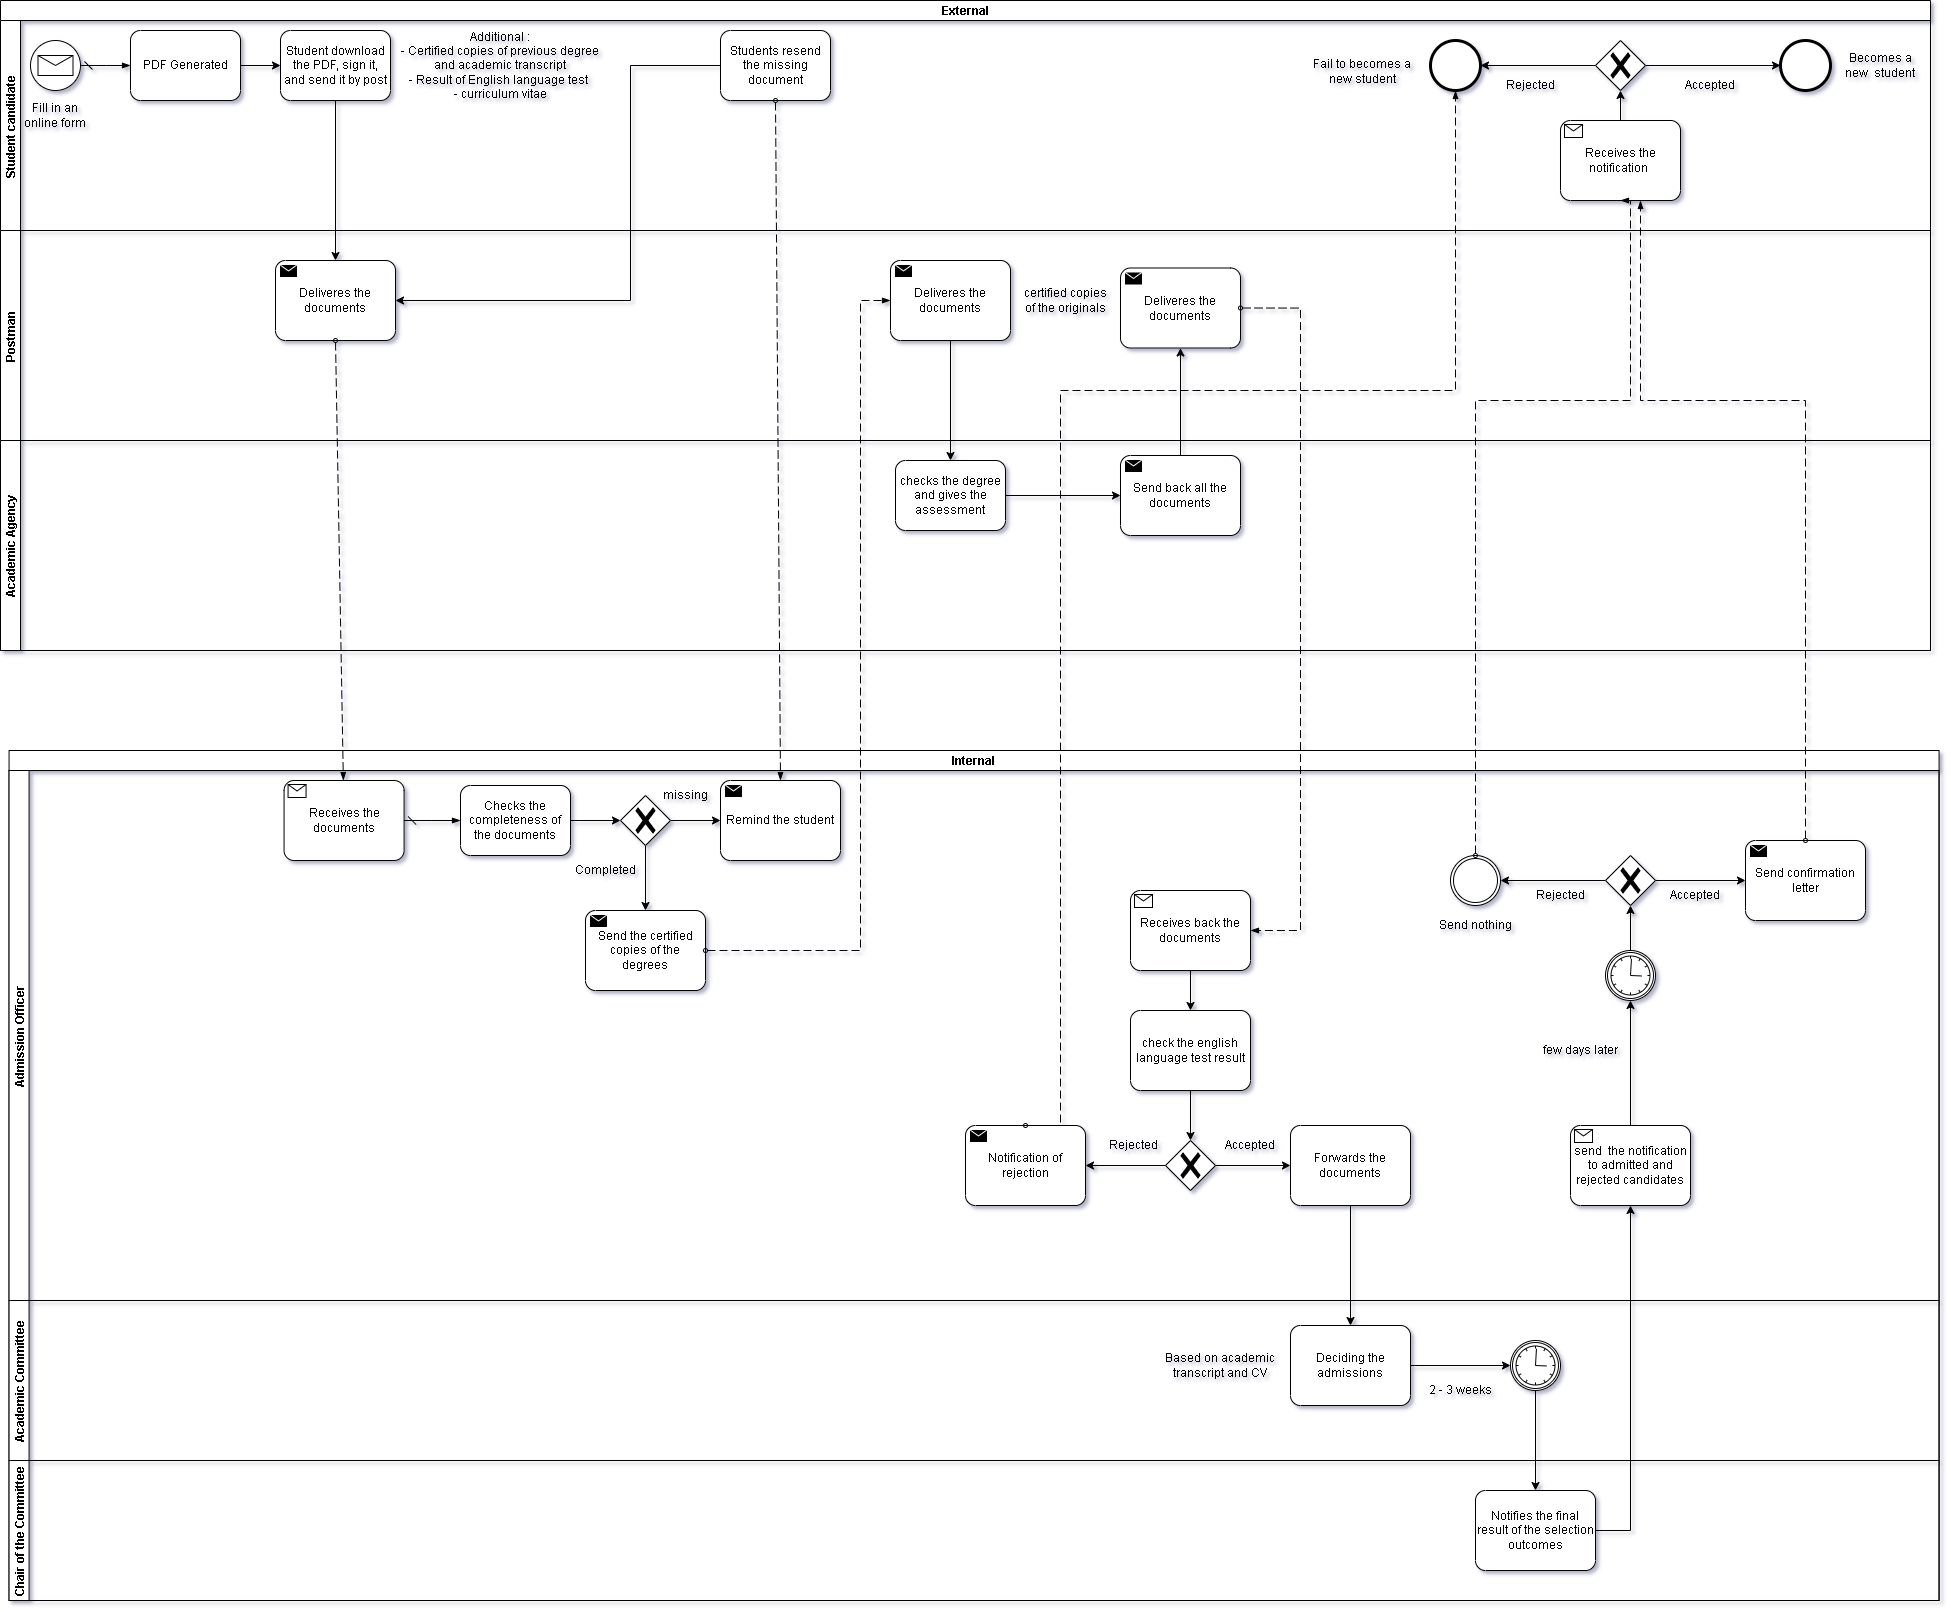 External
Student candidate
Fill in an
online form
PDF Generated
Student download
the PDF, sign it,
and send it by post
Additional :
- Certified copies of previous degree
and academic transcript
- Result of English language test
- curriculum vitae
Students resend
the missing
document
Fail to becomes a
new student
Rejected
Accepted
Becomes a
new  student
Receives the
notification
Postman
Deliveres the
documents
Deliveres the
documents
certified copies
of the originals
Deliveres the
documents
Academic Agency
checks the degree
and gives the
assessment
Send back all the
documents
Internal
Admission Officer
Receives the
documents
Checks the
completeness of
the documents
missing
Remind the student
Completed
Send the certified
copies of the
degrees
Receives back the
documents
check the english
language test result
Rejected
Accepted
Notification of
rejection
Forwards the
documents
Send nothing
Rejected
Accepted
Send confirmation
letter
few days later
send  the notification
to admitted and
rejected candidates
Academic Committee
Based on academic
transcript and CV
Deciding the
admissions
2 - 3 weeks
Chair of the Committee
Notifies the final
result of the selection
outcomes